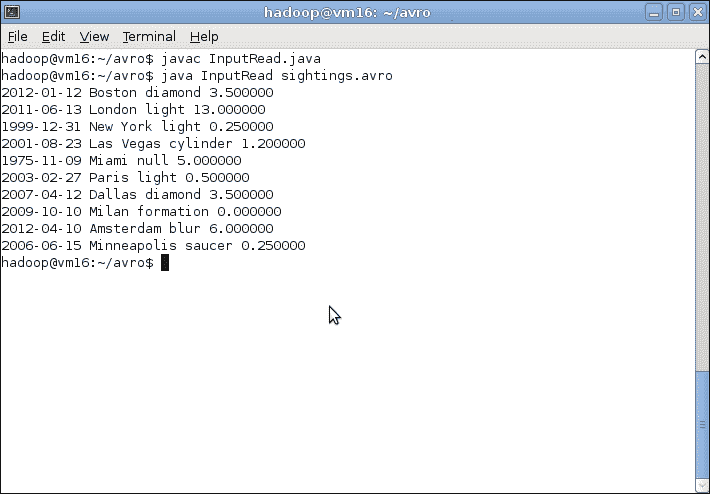 hadoop@vm16: ~/avro
File Edit View Terminal Help
hadoop@vm16:~/avro$ javac InputRead.java
hadoop@vm16:~/avro$ java InputRead sightings.avro
2012-01-12 Boston diamond 3.500000
2011-06-13 London light 13.000000
1999-12-31 New York light 0.250000
2001-08-23 Las Vegas cylinder 1.200000
1975-11-09 Miami null 5.000000
2003-02-27 Paris light 0.500000
2007-04-12 Dallas diamond 3.500000
2009-10-10 Milan formation 0.000000
2012-04-10 Amsterdam blur 6.000000
2006-06-15 Minneapolis saucer 0.250000
hadoop@vm16:~/avro$